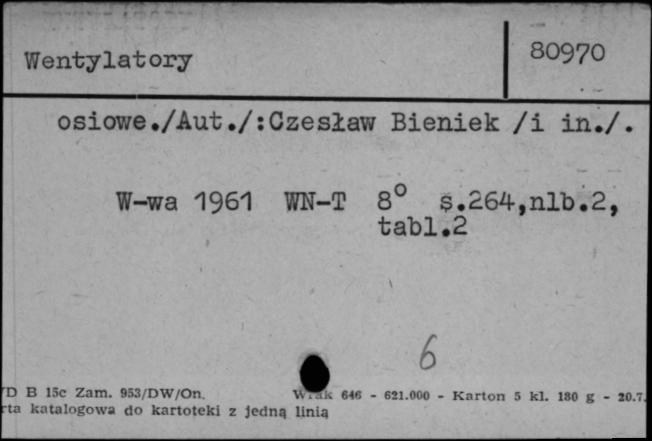 Wentylatory
80970
osiowe./Aut./:Czesław Bieniek /i in./.
W-wa 1961 WN-T 8° s.264,nlb.2,
tabl.2
6
/D B 15c Zam. 953/DW/On. 646 - 621.000 - Karton 5 kl. 180 g - 20.7.
rta katalogowa do kartoteki z jedną linią